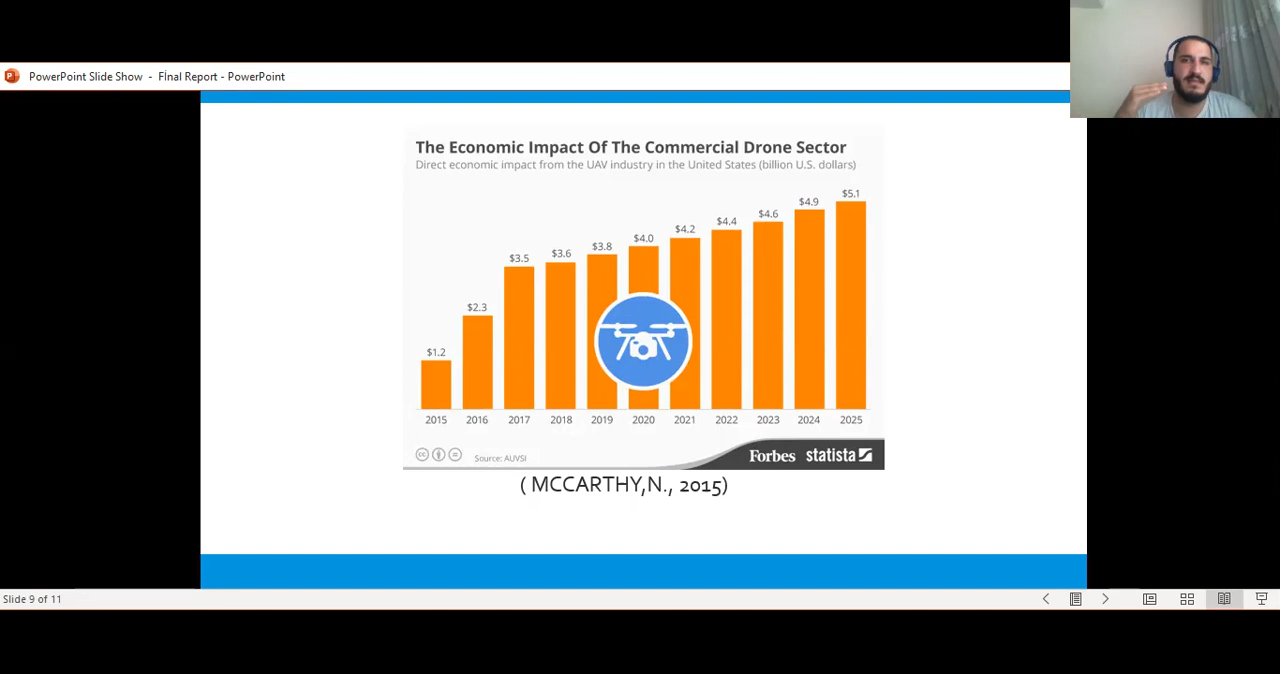 PowerPoint Slide Show - Fİnal Report - PowerPoint
The Economic Impact Of The Commercial Drone Sector
Direct economic impact from the UAV industry in the United States (billion U.S. dollars)
$1.2 $2.3 $3.5 $3.6 $3.8 $4.0 $4.2 $4.4 $4.6 $4.9 $5.1
2015 2016 2017 2018 2019 2020 2021 2022 2023 2024 2025
cc Source: AUVSI Forbes statista
( MCCARTHY,N., 2015)
Slide 9 of 11